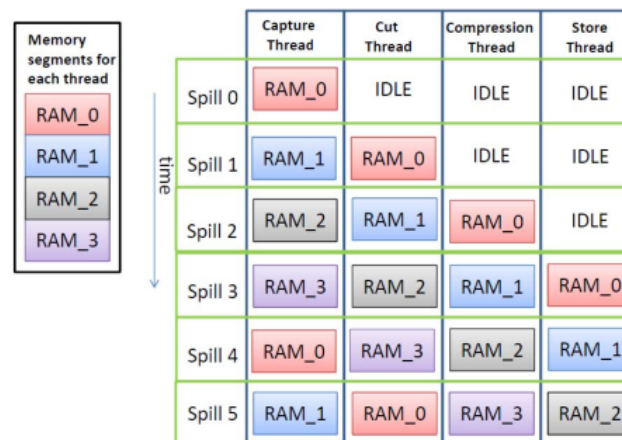 Memory
segments for
each thread
RAM_0
RAM_1
RAM_2
RAM_3
time
Capture Thread Cut Thread Compression Thread Store Thread
Spill 0 RAM_0 IDLE IDLE IDLE
Spill 1 RAM_1 RAM_0 IDLE IDLE
Spill 2 RAM_2 RAM_1 RAM_0 IDLE
Spill 3 RAM_3 RAM_2 RAM_1 RAM_0
Spill 4 RAM_0 RAM_3 RAM_2 RAM_1
Spill 5 RAM_1 RAM_0 RAM_3 RAM_2